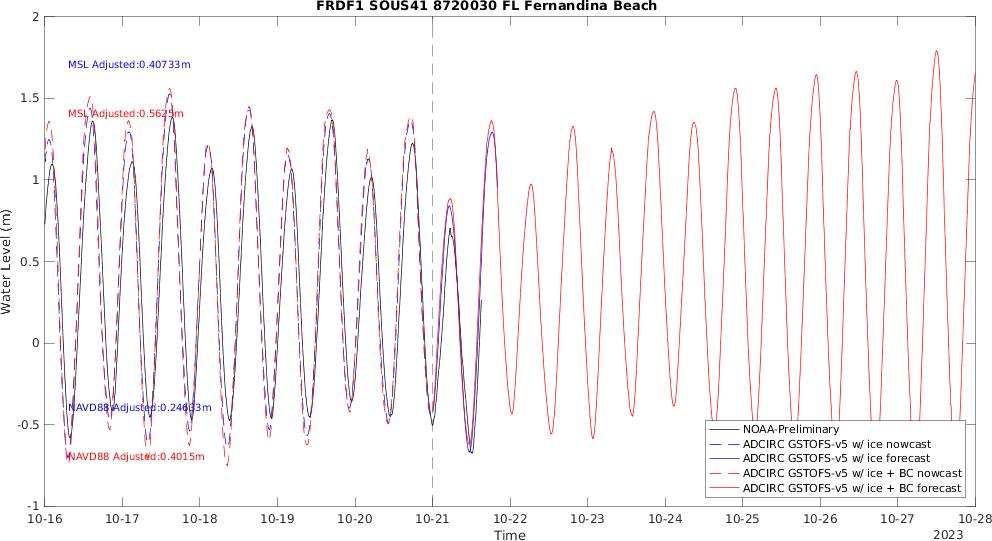 FRDF1 SOUS41 8720030 FL Fernandina Beach
2
1.5
1
0.5
0
-0.5
-1
Water Level (m)
MSL Adjusted:0.40733m
MSL Adjusted:0.5625m
NAVD88 Adjusted:0.24633m
NAVD88 Adjusted:0.4015m
NOAA-Preliminary
ADCIRC GSTOFS-v5 w/ ice nowcast
ADCIRC GSTOFS-v5 w/ ice forecast
ADCIRC GSTOFS-v5 w/ ice + BC nowcast
ADCIRC GSTOFS-v5 w/ ice + BC forecast
10-16 10-17 10-18 10-19 10-20 10-21 10-22 10-23 10-24 10-25 10-26 10-27 10-28
Time
2023